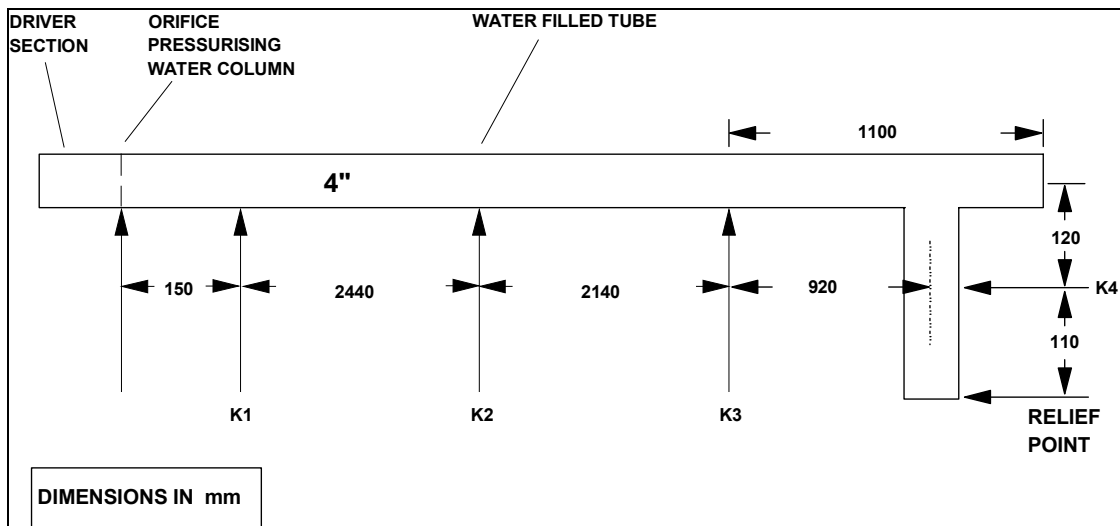 DRIVER
SECTION
ORIFICE
PRESSURISING
WATER COLUMN
WATER FILLED TUBE
1100
4"
120
150
2440
2140
920
K4
110
K1
K2
K3
RELIEF
POINT
DIMENSIONS IN mm